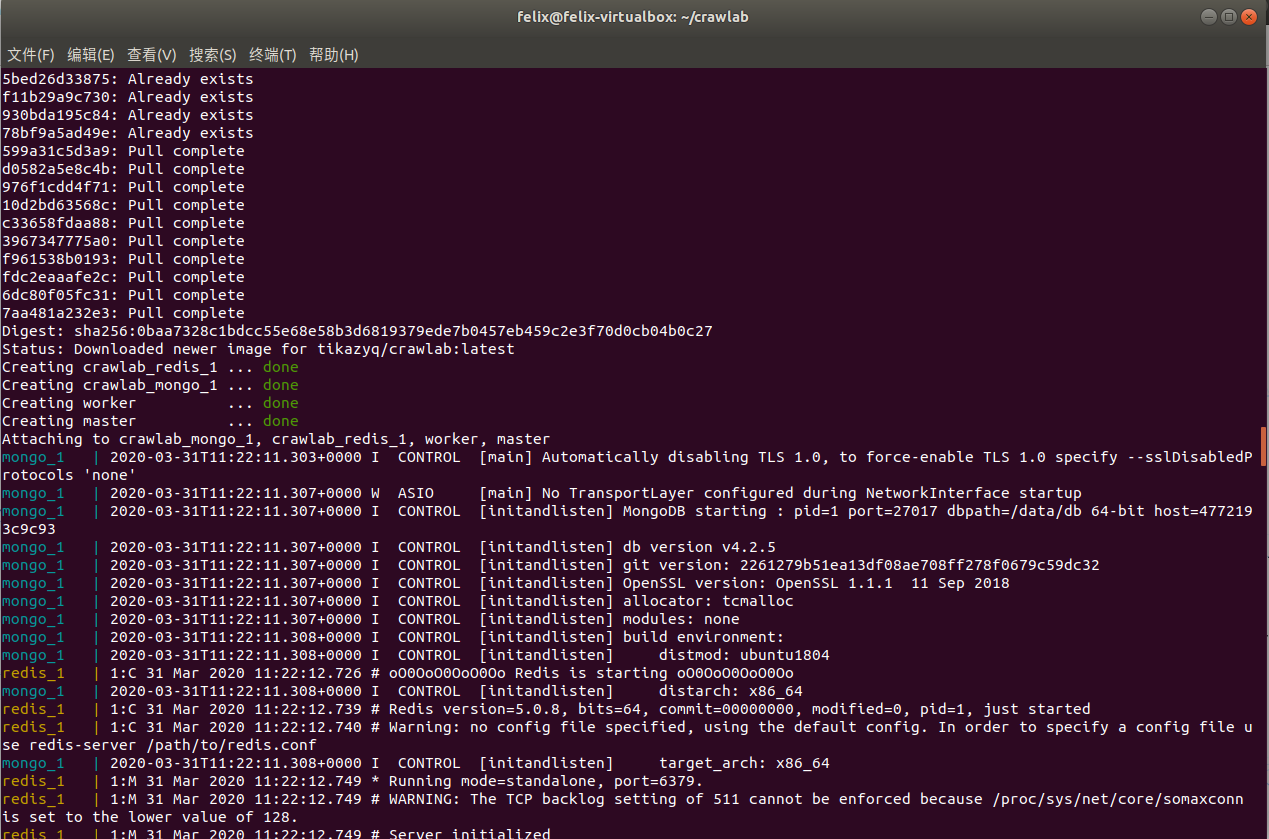 felix@felix-virtualbox: ~/crawlab
文件(F) 编辑(E) 查看(V) 搜索(S) 终端(T) 帮助(H)
5bed26d33875: Already exists
f11b29a9c730: Already exists
930bda195c84: Already exists
78bf9a5ad49e: Already exists
599a31c5d3a9: Pull complete
d0582a5e8c4b: Pull complete
976f1cdd4f71: Pull complete
10d2bd63568c: Pull complete
c33658fdaa88: Pull complete
3967347775a0: Pull complete
f961538b0193: Pull complete
fdc2eaaafe2c: Pull complete
6dc80f05fc31: Pull complete
7aa481a232e3: Pull complete
Digest: sha256:0baa7328c1bdcc55e68e58b3d6819379ede7b0457eb459c2e3f70d0cb04b0c27
Status: Downloaded newer image for tikazyq/crawlab:latest
Creating crawlab_redis_1 ... done
Creating crawlab_mongo_1 ... done
Creating worker          ... done
Creating master          ... done
Attaching to crawlab_mongo_1, crawlab_redis_1, worker, master
mongo_1   | 2020-03-31T11:22:11.303+0000 I  CONTROL  [main] Automatically disabling TLS 1.0, to force-enable TLS 1.0 specify --sslDisabledP
rotocols 'none'
mongo_1   | 2020-03-31T11:22:11.307+0000 W  ASIO     [main] No TransportLayer configured during NetworkInterface startup
mongo_1   | 2020-03-31T11:22:11.307+0000 I  CONTROL  [initandlisten] MongoDB starting : pid=1 port=27017 dbpath=/data/db 64-bit host=477219
3c9c93
mongo_1   | 2020-03-31T11:22:11.307+0000 I  CONTROL  [initandlisten] db version v4.2.5
mongo_1   | 2020-03-31T11:22:11.307+0000 I  CONTROL  [initandlisten] git version: 2261279b51ea13df08ae708ff278f0679c59dc32
mongo_1   | 2020-03-31T11:22:11.307+0000 I  CONTROL  [initandlisten] OpenSSL version: OpenSSL 1.1.1  11 Sep 2018
mongo_1   | 2020-03-31T11:22:11.307+0000 I  CONTROL  [initandlisten] allocator: tcmalloc
mongo_1   | 2020-03-31T11:22:11.307+0000 I  CONTROL  [initandlisten] modules: none
mongo_1   | 2020-03-31T11:22:11.308+0000 I  CONTROL  [initandlisten] build environment:
mongo_1   | 2020-03-31T11:22:11.308+0000 I  CONTROL  [initandlisten]     distmod: ubuntu1804
redis_1   | 1:C 31 Mar 2020 11:22:12.726 # oO0OoO0OoO0Oo Redis is starting oO0OoO0OoO0Oo
mongo_1   | 2020-03-31T11:22:11.308+0000 I  CONTROL  [initandlisten]     distarch: x86_64
redis_1   | 1:C 31 Mar 2020 11:22:12.739 # Redis version=5.0.8, bits=64, commit=00000000, modified=0, pid=1, just started
redis_1   | 1:C 31 Mar 2020 11:22:12.740 # Warning: no config file specified, using the default config. In order to specify a config file u
se redis-server /path/to/redis.conf
mongo_1   | 2020-03-31T11:22:11.308+0000 I  CONTROL  [initandlisten]     target_arch: x86_64
redis_1   | 1:M 31 Mar 2020 11:22:12.749 * Running mode=standalone, port=6379.
redis_1   | 1:M 31 Mar 2020 11:22:12.749 # WARNING: The TCP backlog setting of 511 cannot be enforced because /proc/sys/net/core/somaxconn
is set to the lower value of 128.
redis_1   | 1:M 31 Mar 2020 11:22:12.749 # Server initialized